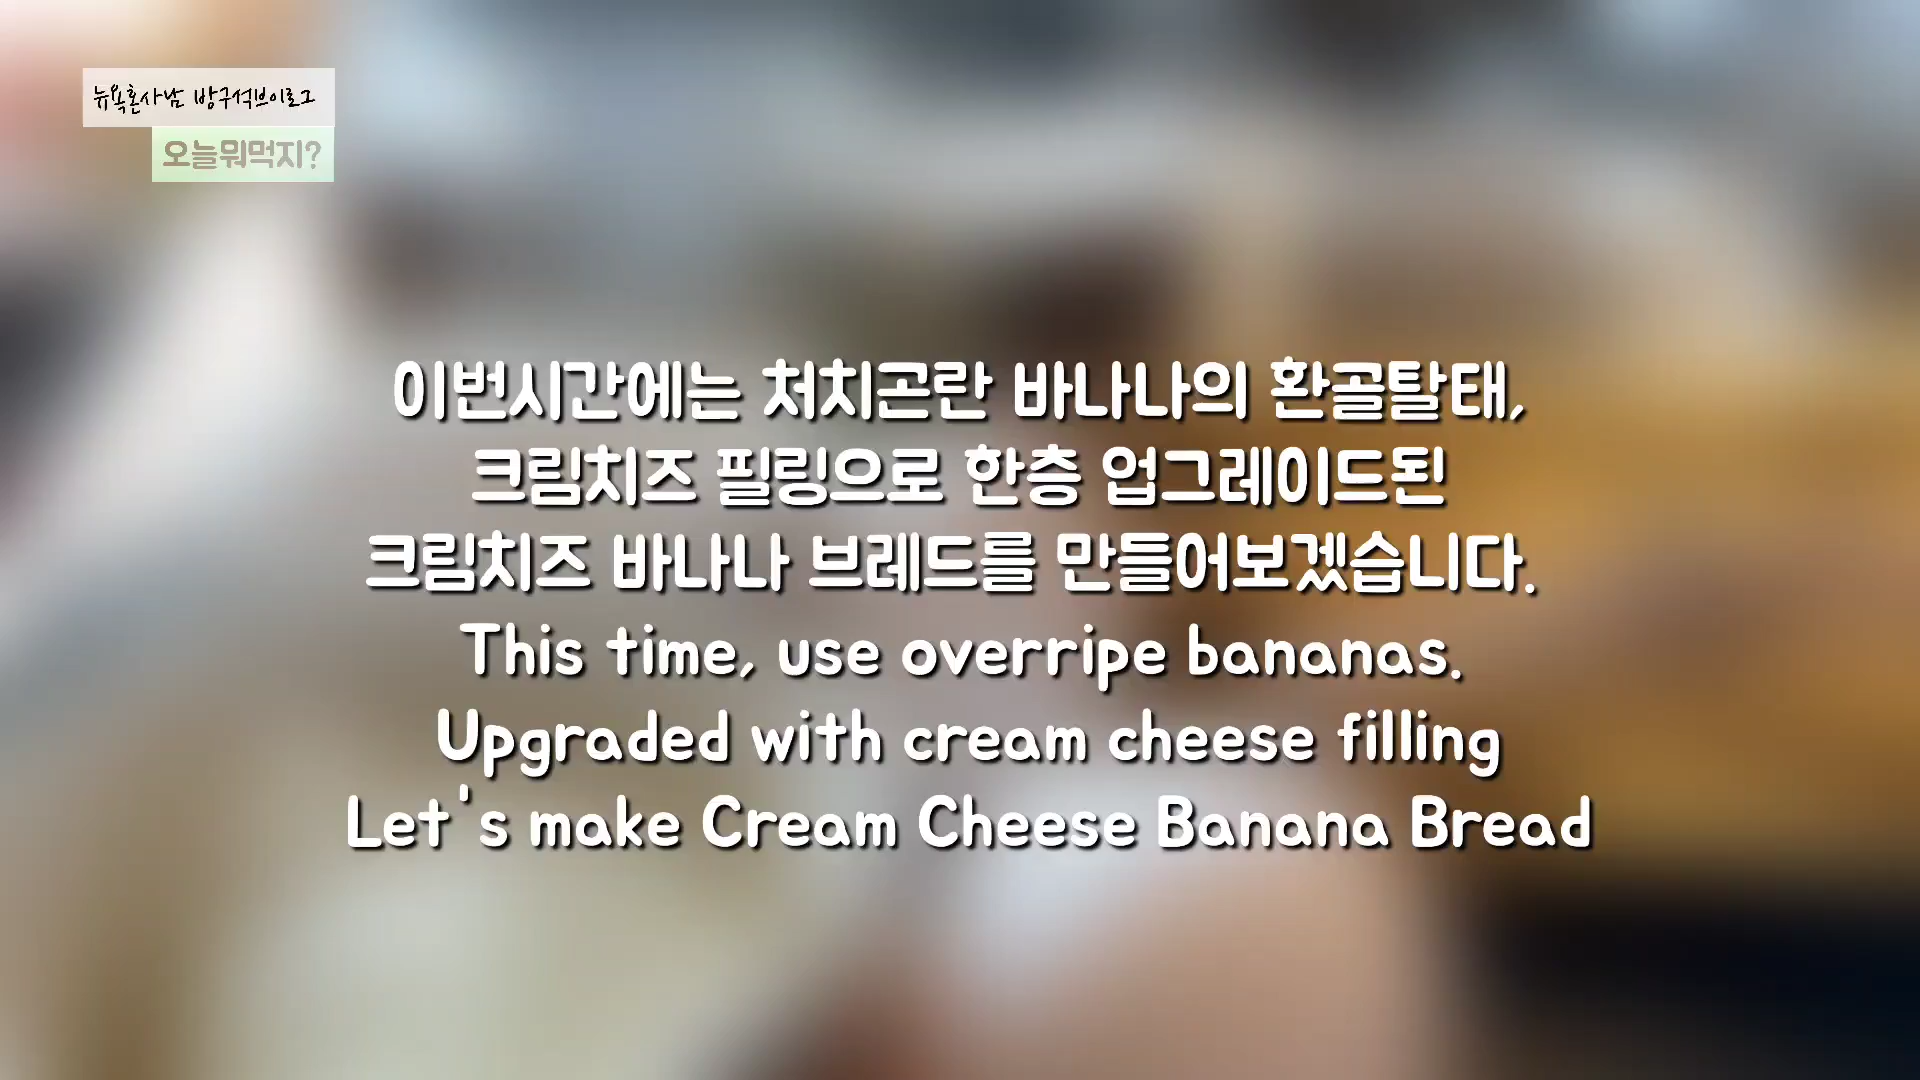 뉴욕혼사남 방구석브이로그
오늘뭐먹지?
이번시간에는 처치곤란 바나나의 환골탈태,
크림치즈 필링으로 한층 업그레이드된
크림치즈 바나나 브레드를 만들어보겠습니다.
This time, use overripe bananas.
Upgraded with cream cheese filling
Let's make Cream Cheese Banana Bread